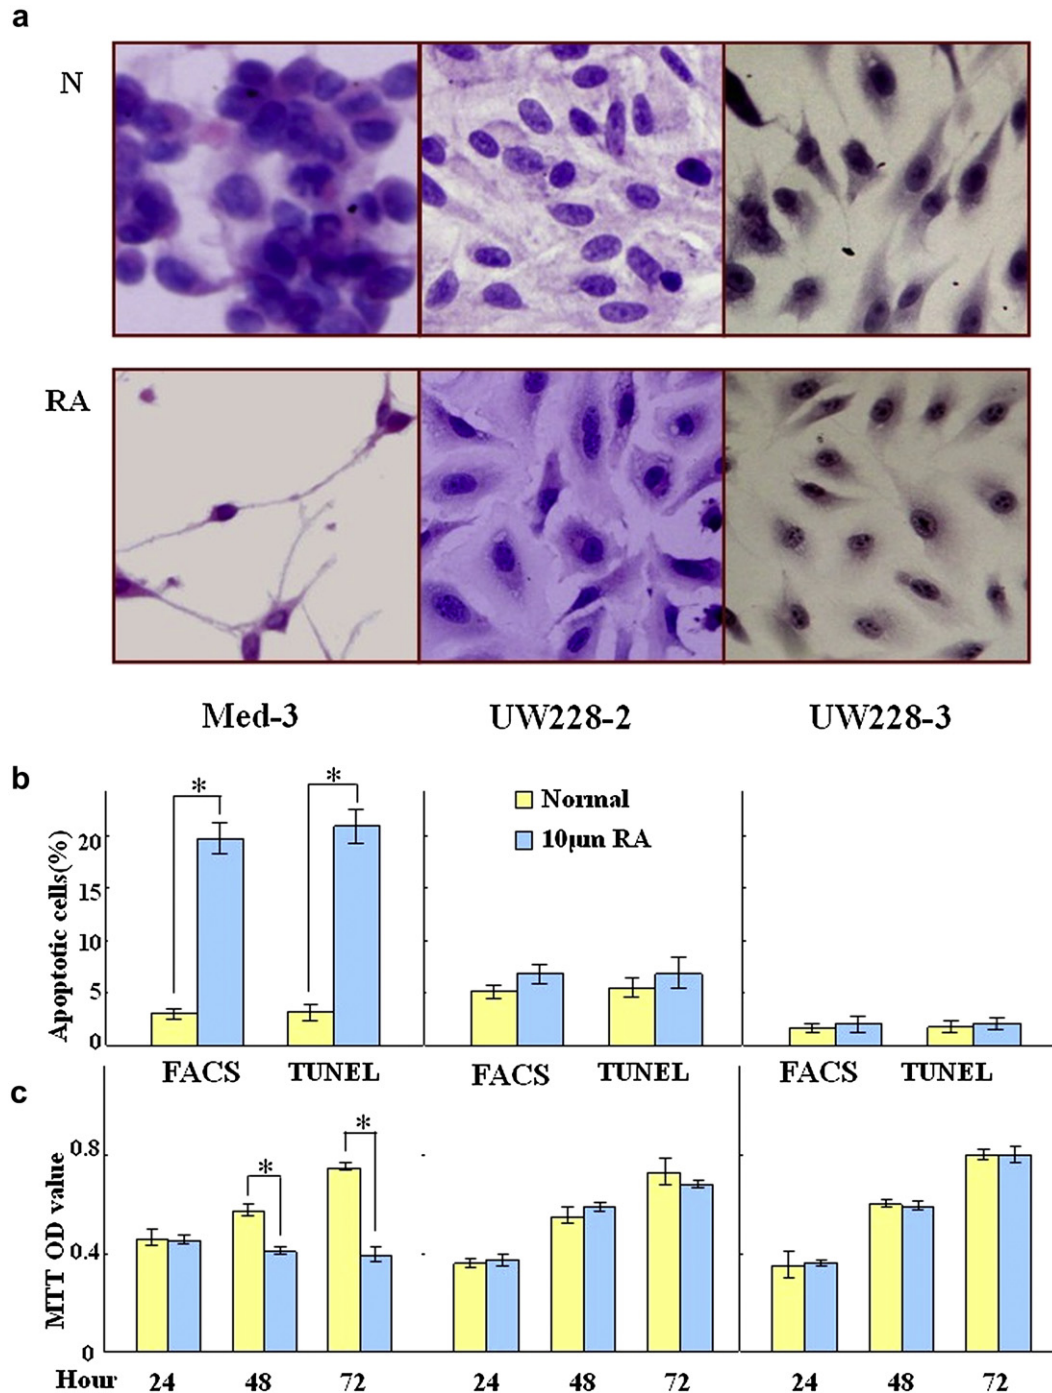 a
N
RA
Med-3
UW228-2
UW228-3
b
Apoptotic cells(%)
20
15
10
5
0
*
*
Normal
10μm RA
FACS
TUNEL
FACS
TUNEL
FACS
TUNEL
c
MTT OD value
0.8
0.4
0
*
*
Hour 24 48 72 24 48 72 24 48 72